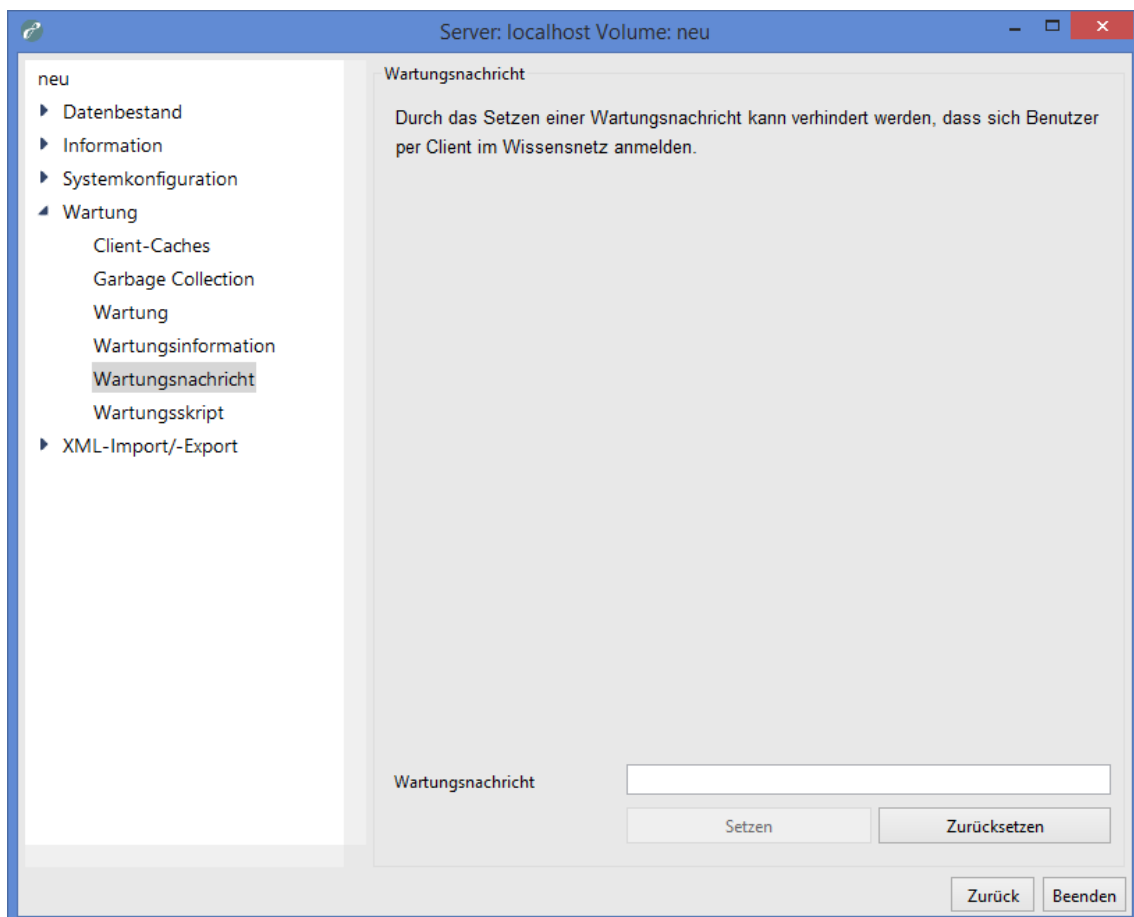 Server: localhost Volume: neu
neu
Datenbestand
Information
Systemkonfiguration
Wartung
Client-Caches
Garbage Collection
Wartung
Wartungsinformation
Wartungsnachricht
Wartungsskript
XML-Import/-Export
Wartungsnachricht
Durch das Setzen einer Wartungsnachricht kann verhindert werden, dass sich Benutzer
per Client im Wissensnetz anmelden.
Wartungsnachricht
Setzen Zurücksetzen
Zurück Beenden